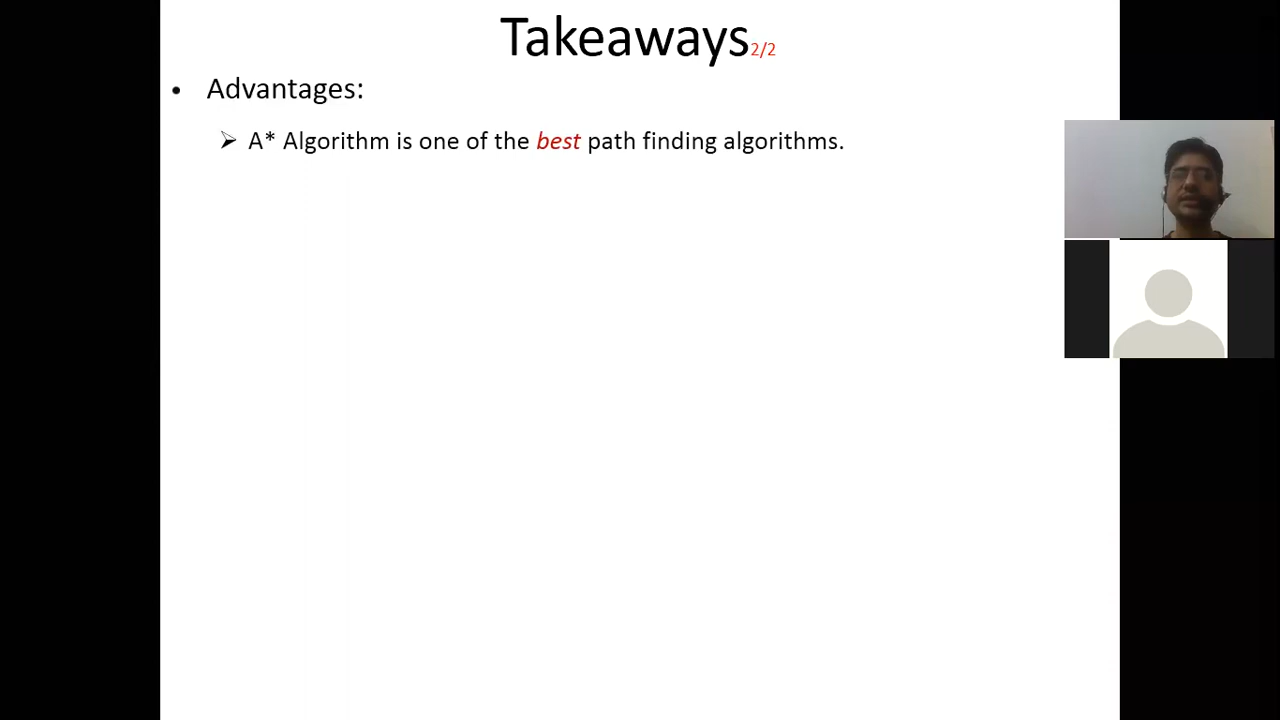 Takeaways2/2
• Advantages:
➢ A* Algorithm is one of the best path finding algorithms.